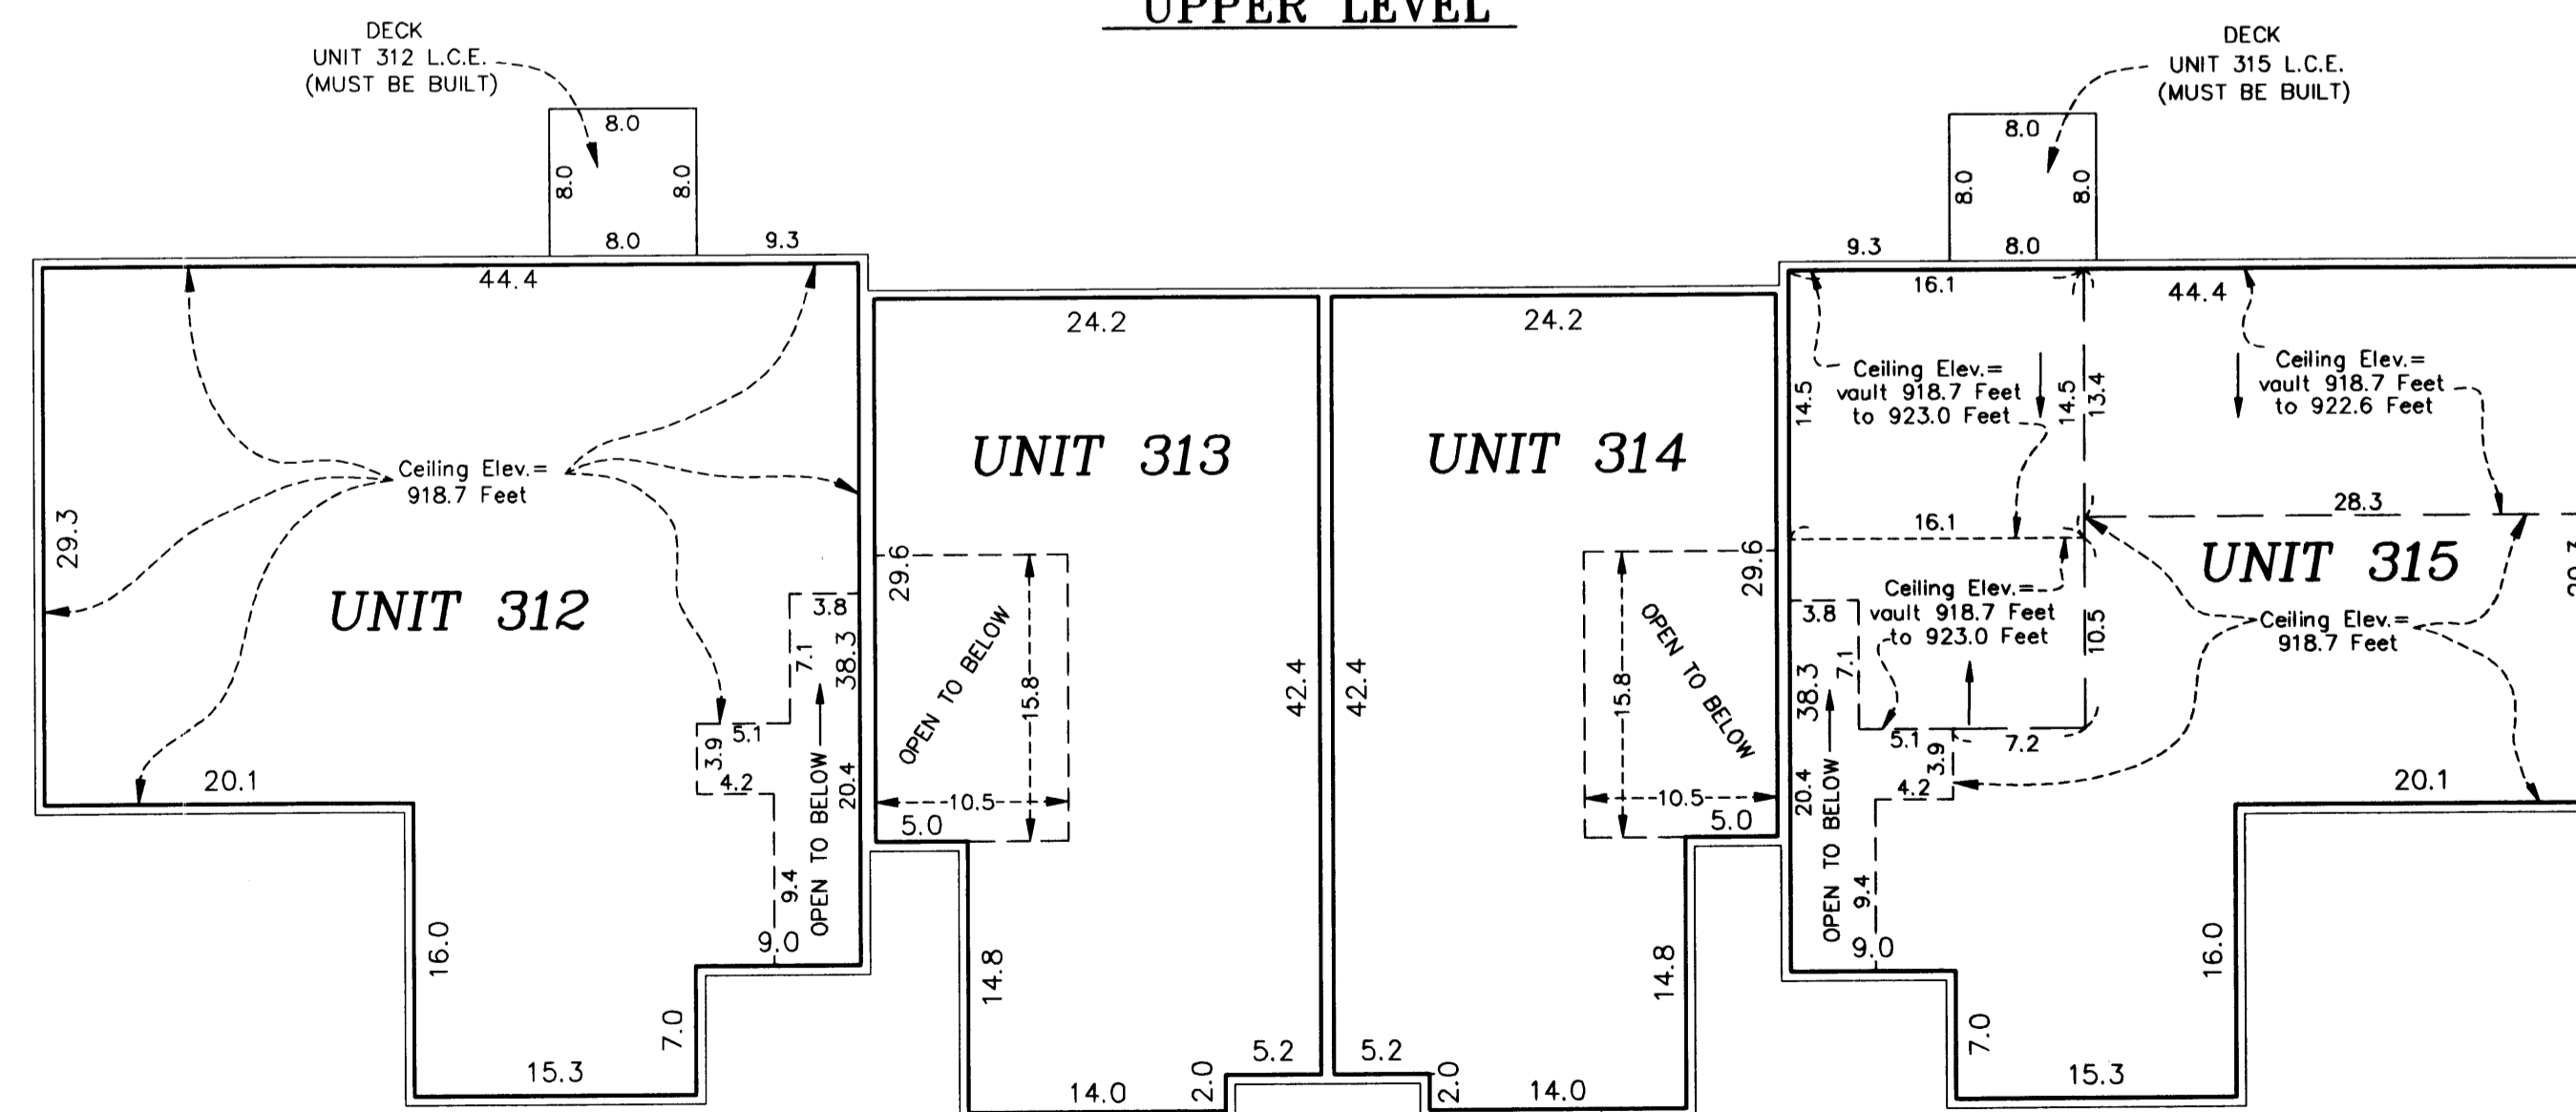 UPPER LEVEL
DECK
UNIT 312 L.C.E.
(MUST BE BUILT)
8.0
8.0
8.0
8.0
9.3
44.4
29.3
Ceiling Elev.=
918.7 Feet
UNIT 312
3.8
7.1
38.3
5.1
3.9
4.2
20.4
OPEN TO BELOW
9.4
9.0
20.1
16.0
7.0
15.3
24.2
UNIT 313
29.6
OPEN TO BELOW
15.8
10.5
5.0
42.4
14.8
5.2
2.0
14.0
24.2
UNIT 314
29.6
OPEN TO BELOW
15.8
10.5
5.0
42.4
14.8
5.2
2.0
14.0
DECK
UNIT 315 L.C.E.
(MUST BE BUILT)
8.0
8.0
8.0
8.0
9.3
16.1
44.4
14.5
Ceiling Elev.=
vault 918.7 Feet
to 923.0 Feet
14.5
13.4
Ceiling Elev.=
vault 918.7 Feet
to 922.6 Feet
16.1
28.3
UNIT 315
Ceiling Elev.=
vault 918.7 Feet
to 923.0 Feet
10.5
Ceiling Elev.=
918.7 Feet
3.8
7.1
38.3
5.1
3.9
7.2
4.2
20.4
OPEN TO BELOW
9.4
9.0
20.1
16.0
7.0
15.3